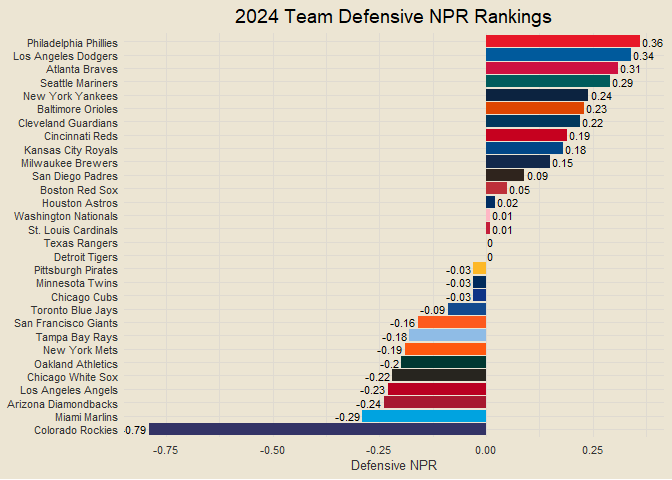 2024 Team Defensive NPR Rankings
Philadelphia Phillies 0.36
Los Angeles Dodgers 0.34
Atlanta Braves 0.31
Seattle Mariners 0.29
New York Yankees 0.24
Baltimore Orioles 0.23
Cleveland Guardians 0.22
Cincinnati Reds 0.19
Kansas City Royals 0.18
Milwaukee Brewers 0.15
San Diego Padres 0.09
Boston Red Sox 0.05
Houston Astros 0.02
Washington Nationals 0.01
St. Louis Cardinals 0.01
Texas Rangers 0
Detroit Tigers 0
Pittsburgh Pirates -0.03
Minnesota Twins -0.03
Chicago Cubs -0.03
Toronto Blue Jays -0.09
San Francisco Giants -0.16
Tampa Bay Rays -0.18
New York Mets -0.19
Oakland Athletics -0.2
Chicago White Sox -0.22
Los Angeles Angels -0.23
Arizona Diamondbacks -0.24
Miami Marlins -0.29
Colorado Rockies -0.79
-0.75 -0.50 -0.25 0.00 0.25
Defensive NPR